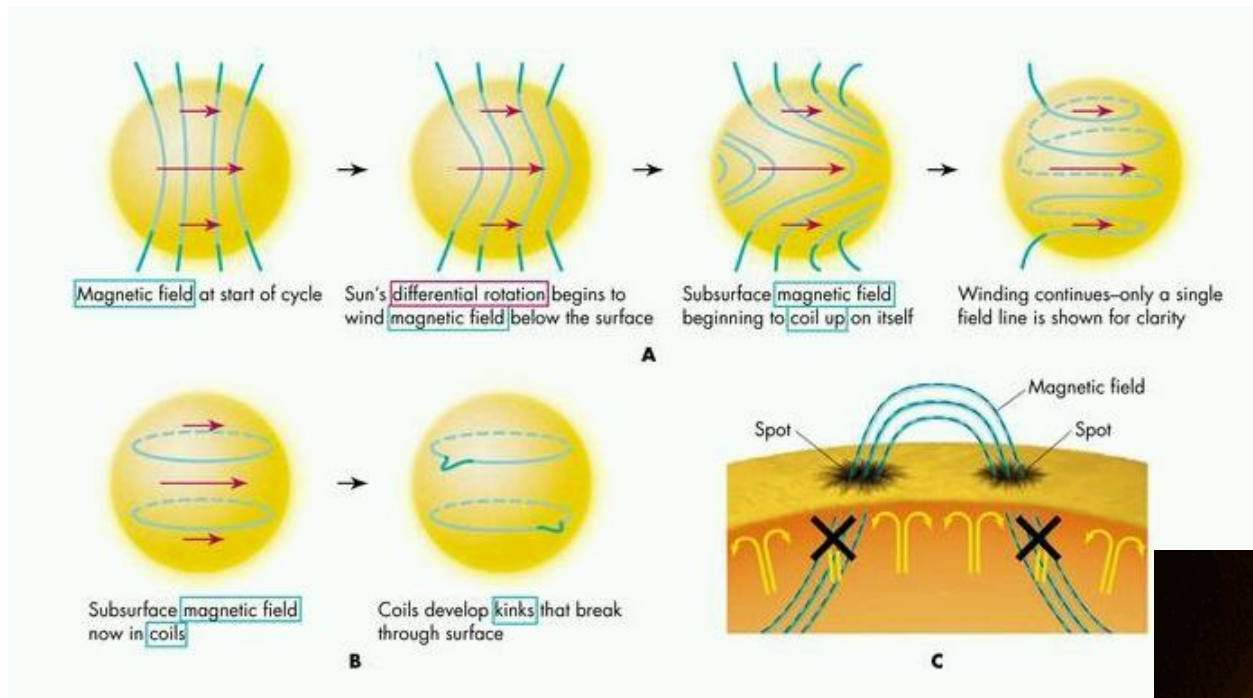 Magnetic field at start of cycle
Sun's differential rotation begins to
wind magnetic field below the surface
Subsurface magnetic field
beginning to coil up on itself
Winding continues–only a single
field line is shown for clarity
A
Subsurface magnetic field
now in coils
Coils develop kinks that break
through surface
B
Magnetic field
Spot
Spot
C